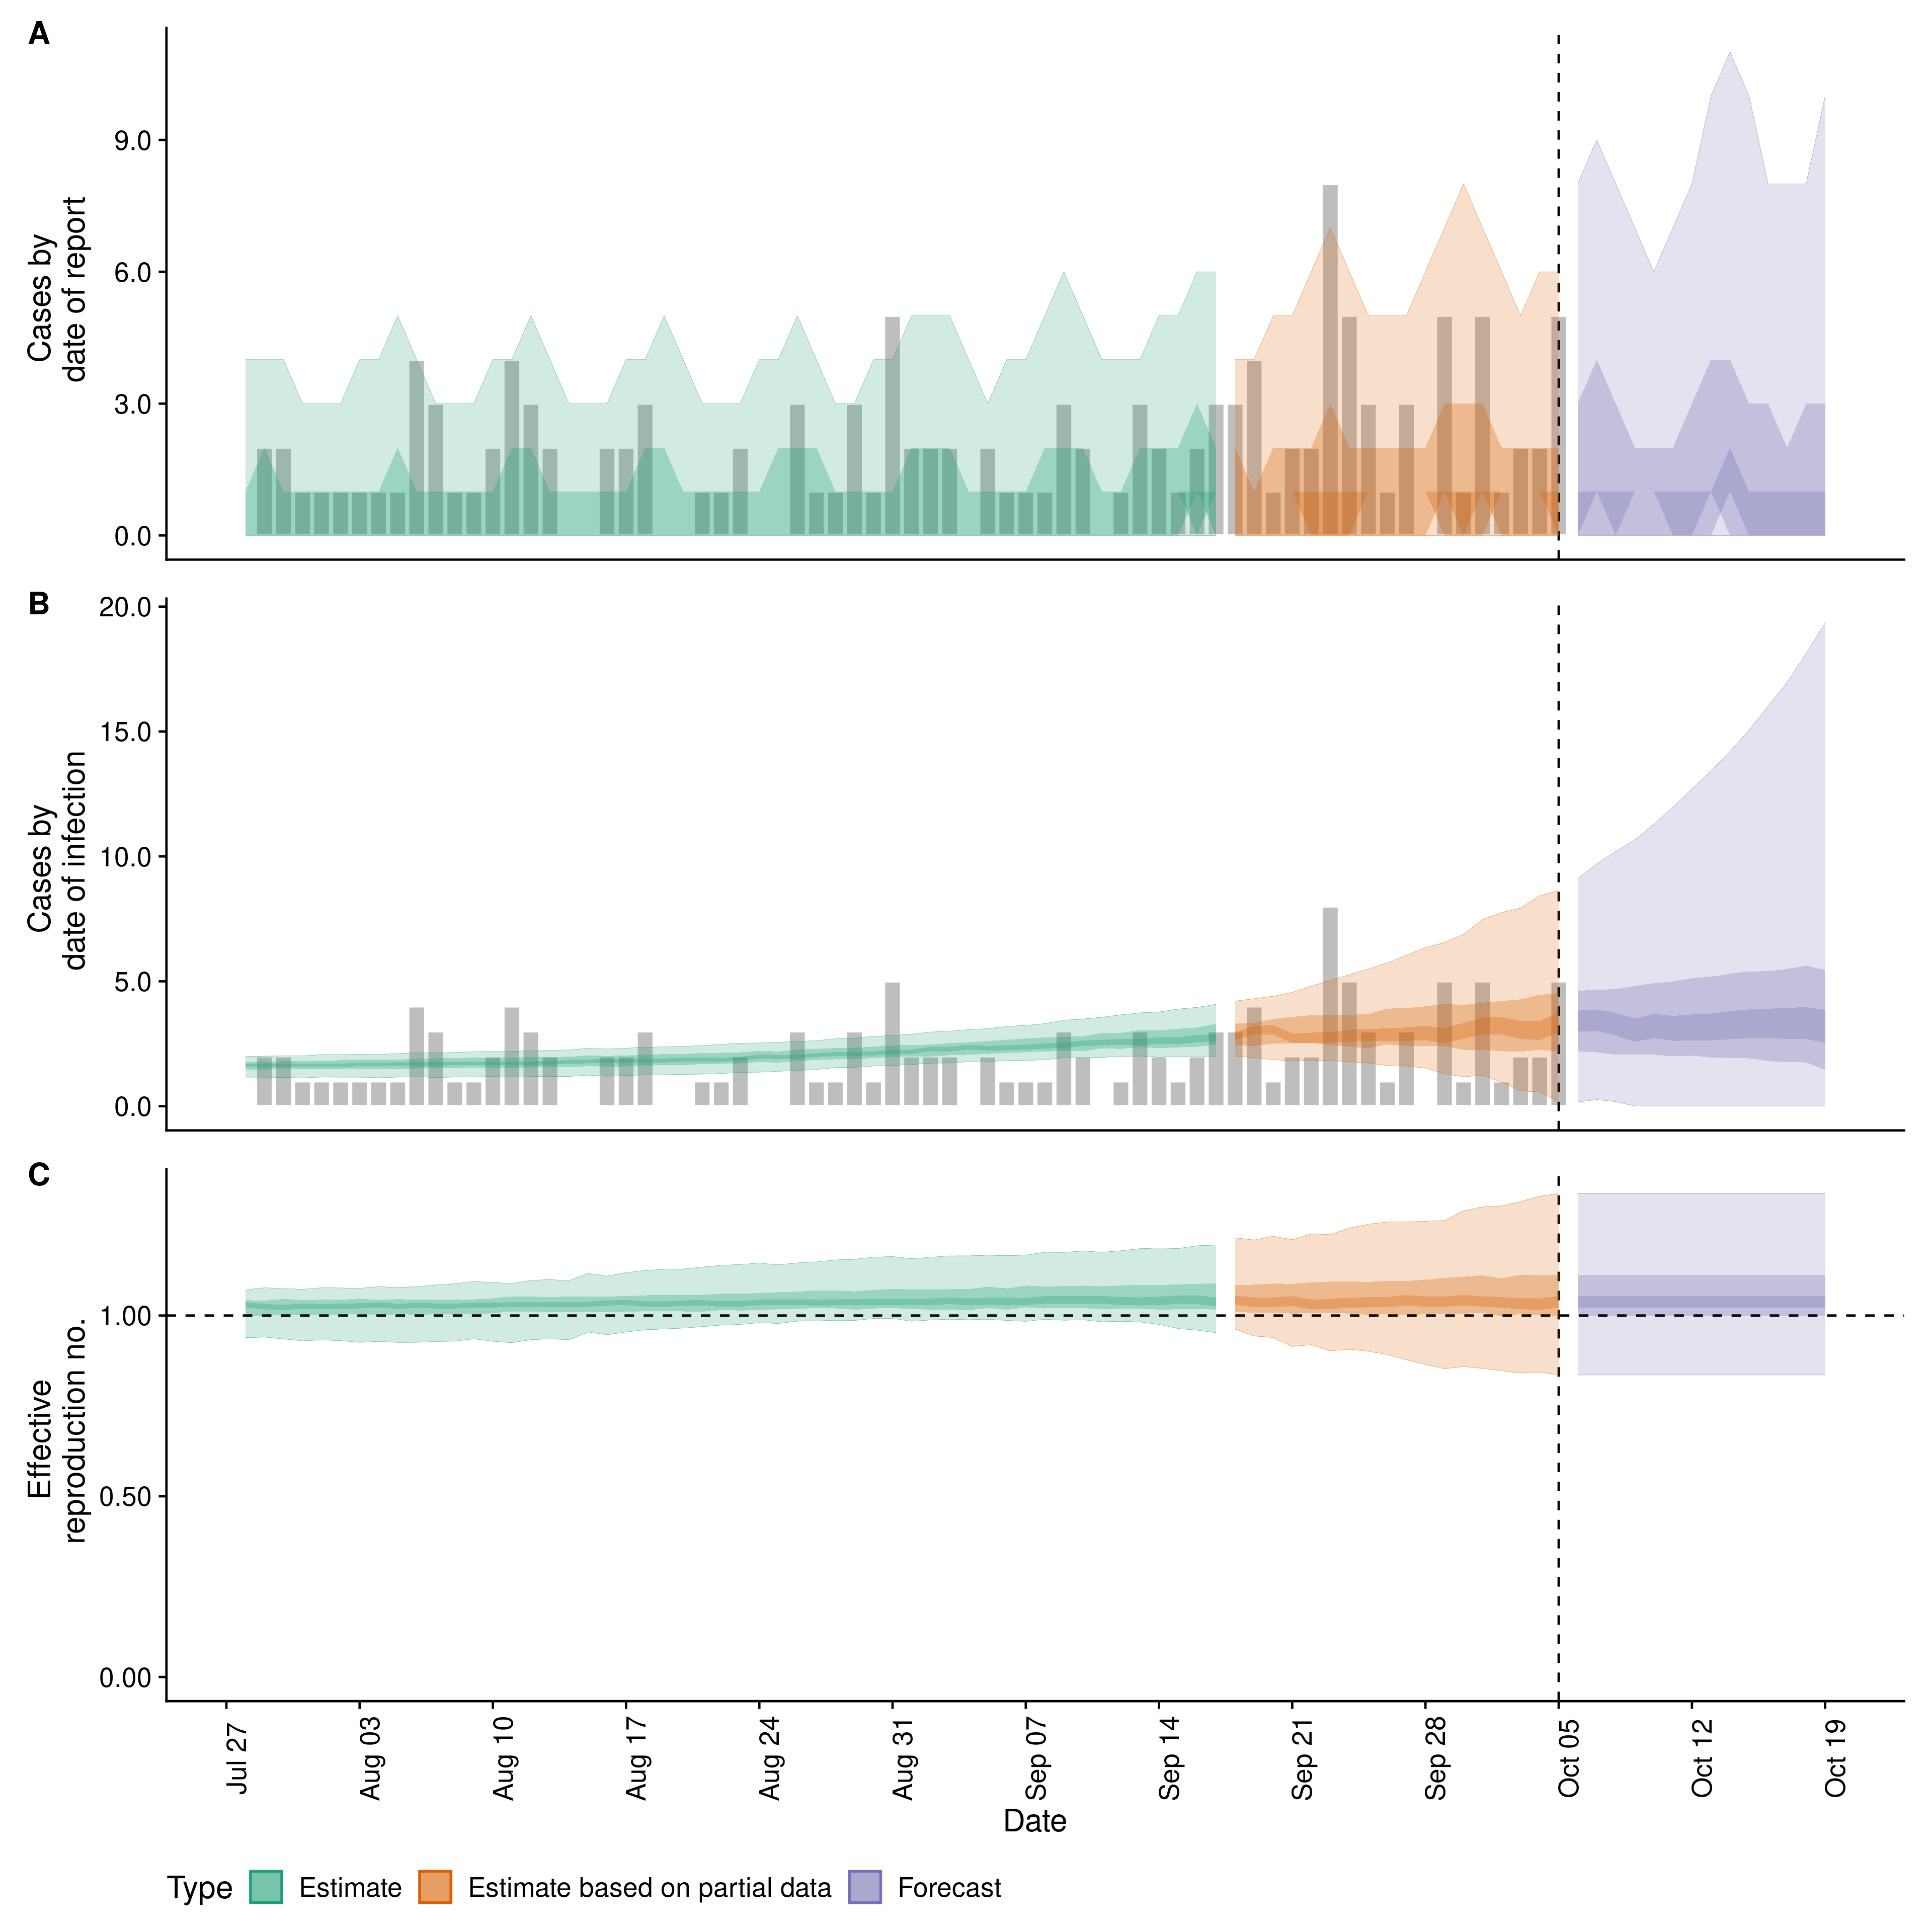 A
Cases by
date of report
9.0
6.0
3.0
0.0
B
Cases by
date of infection
20.0
15.0
10.0
5.0
0.0
C
Effective
reproduction no.
1.00
0.50
0.00
Jul 27
Aug 03
Aug 10
Aug 17
Aug 24
Aug 31
Sep 07
Sep 14
Sep 21
Sep 28
Oct 05
Oct 12
Oct 19
Date
Type Estimate Estimate based on partial data Forecast